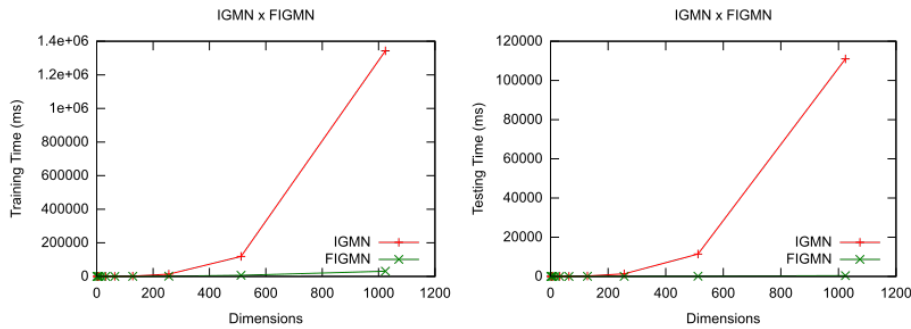 IGMN x FIGMN
1.4e+06
1.2e+06
1e+06
800000
600000
400000
200000
0
Training Time (ms)
0 200 400 600 800 1000 1200
Dimensions
IGMN
FIGMN
IGMN x FIGMN
120000
100000
80000
60000
40000
20000
0
Testing Time (ms)
0 200 400 600 800 1000 1200
Dimensions
IGMN
FIGMN